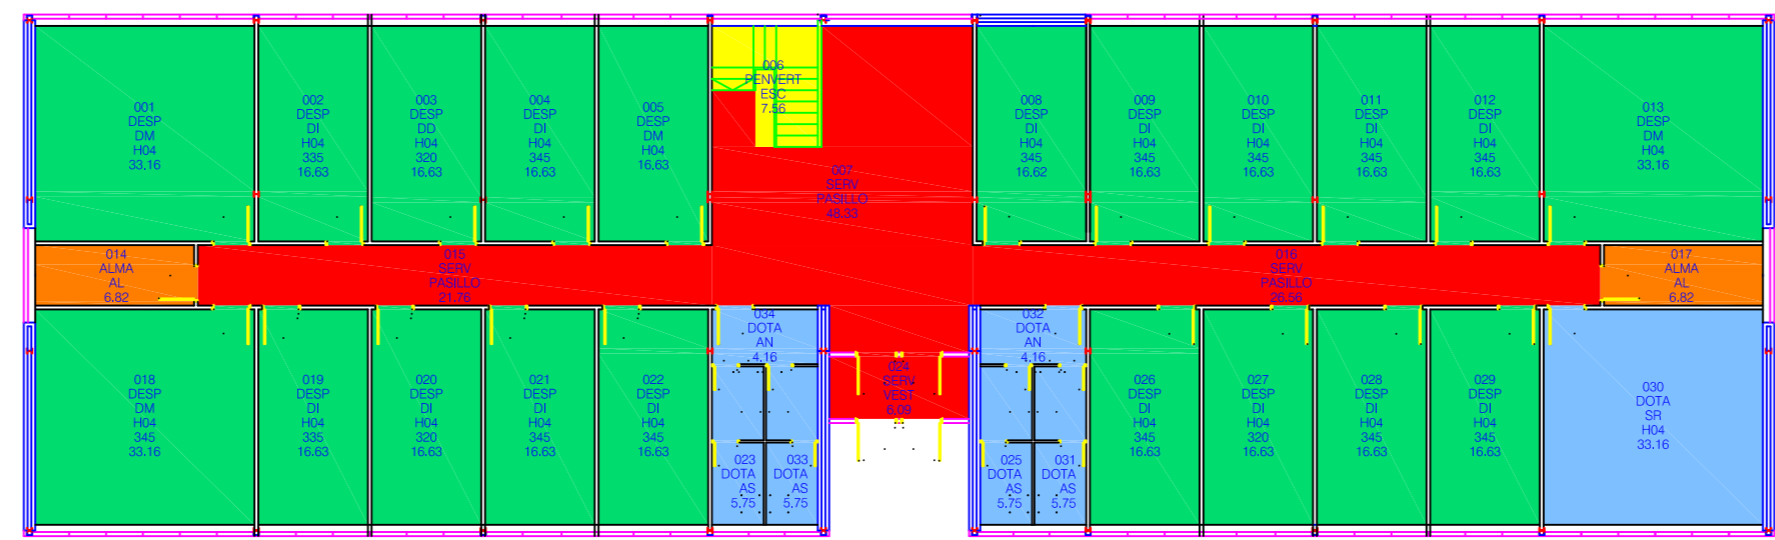 001
DESP
DM
H04
33.16
002
DESP
DI
H04
335
16.63
003
DESP
DD
H04
320
16.63
004
DESP
DI
H04
345
16.63
005
DESP
DM
H04
16.63
006
PENVERT
ESC
7.56
007
SERV
PASILLO
48.33
008
DESP
DI
H04
345
16.62
009
DESP
DI
H04
345
16.63
010
DESP
DI
H04
345
16.63
011
DESP
DI
H04
345
16.63
012
DESP
DI
H04
345
16.63
013
DESP
DM
H04
33.16
014
ALMA
AL
6.82
015
SERV
PASILLO
21.76
016
SERV
PASILLO
26.56
017
ALMA
AL
6.82
018
DESP
DM
H04
345
33.16
019
DESP
DI
H04
335
16.63
020
DESP
DI
H04
320
16.63
021
DESP
DI
H04
345
16.63
022
DESP
DI
H04
345
16.63
034
DOTA
AN
4.16
023
DOTA
AS
5.75
033
DOTA
AS
5.75
024
SERV
VEST
6.09
032
DOTA
AN
4.16
025
DOTA
AS
5.75
031
DOTA
AS
5.75
026
DESP
DI
H04
345
16.63
027
DESP
DI
H04
320
16.63
028
DESP
DI
H04
345
16.63
029
DESP
DI
H04
345
16.63
030
DOTA
SR
H04
33.16